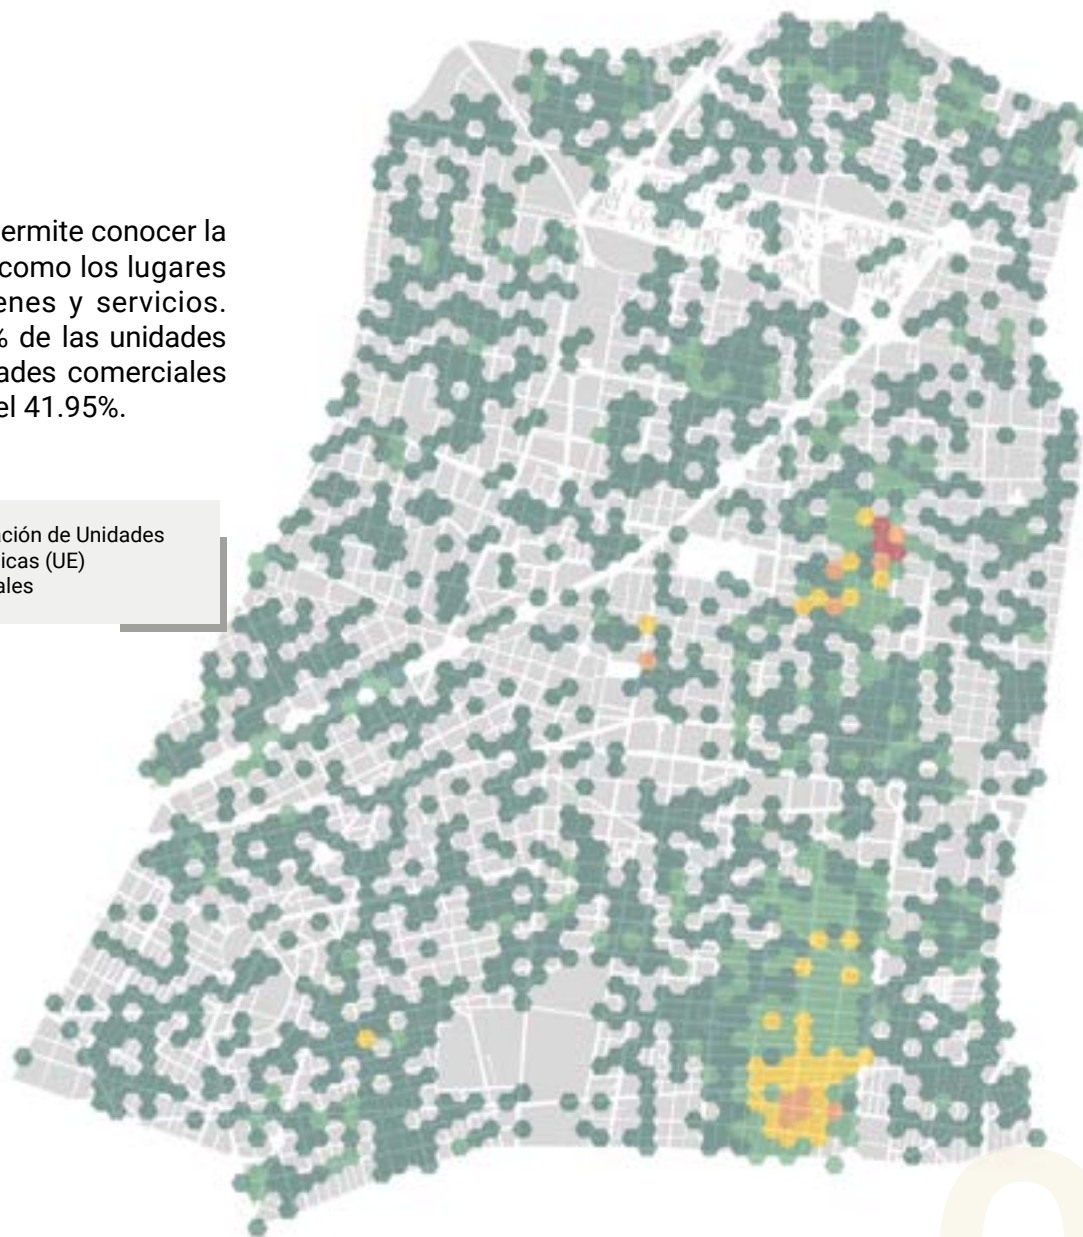 ermite conocer la
como los lugares
enes y servicios.
% de las unidades
ades comerciales
el 41.95%.
ación de Unidades
icas (UE)
ales